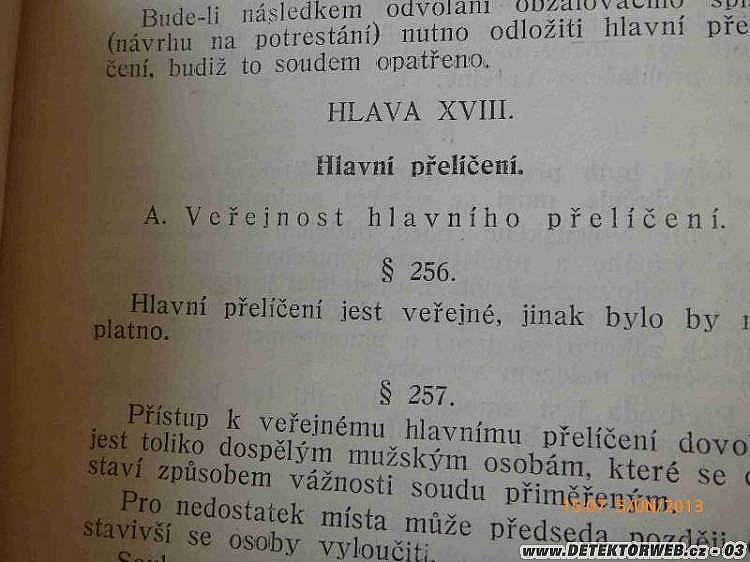 Bude-li následkem odvolání obžalovacího
(návrhu na potrestání) nutno odložiti hlavní pře
čení, budiž to soudem opatřeno.
HLAVA XVIII.
Hlavní přelíčení.
A. Veřejnost hlavního přelíčení.
§ 256.
Hlavní přelíčení jest veřejné, jinak bylo by
platno.
§ 257.
Přístup k veřejnému hlavnímu přelíčení dovo
jest toliko dospělým mužským osobám, které se
staví způsobem vážnosti soudu přiměřeným.
Pro nedostatek místa může předseda později
stavivší se osoby vyloučiti.
www.DETEKTORWEB.cz - 03